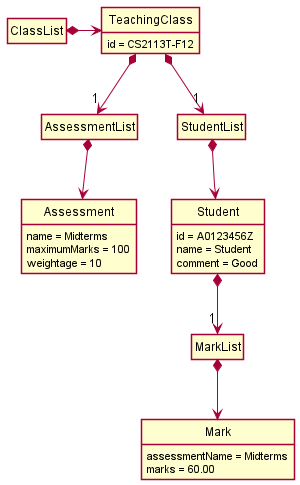 ClassList
TeachingClass
id = CS2113T-F12
1
1
AssessmentList
StudentList
Assessment
name = Midterms
maximumMarks = 100
weightage = 10
Student
id = A0123456Z
name = Student
comment = Good
1
MarkList
Mark
assessmentName = Midterms
marks = 60.00